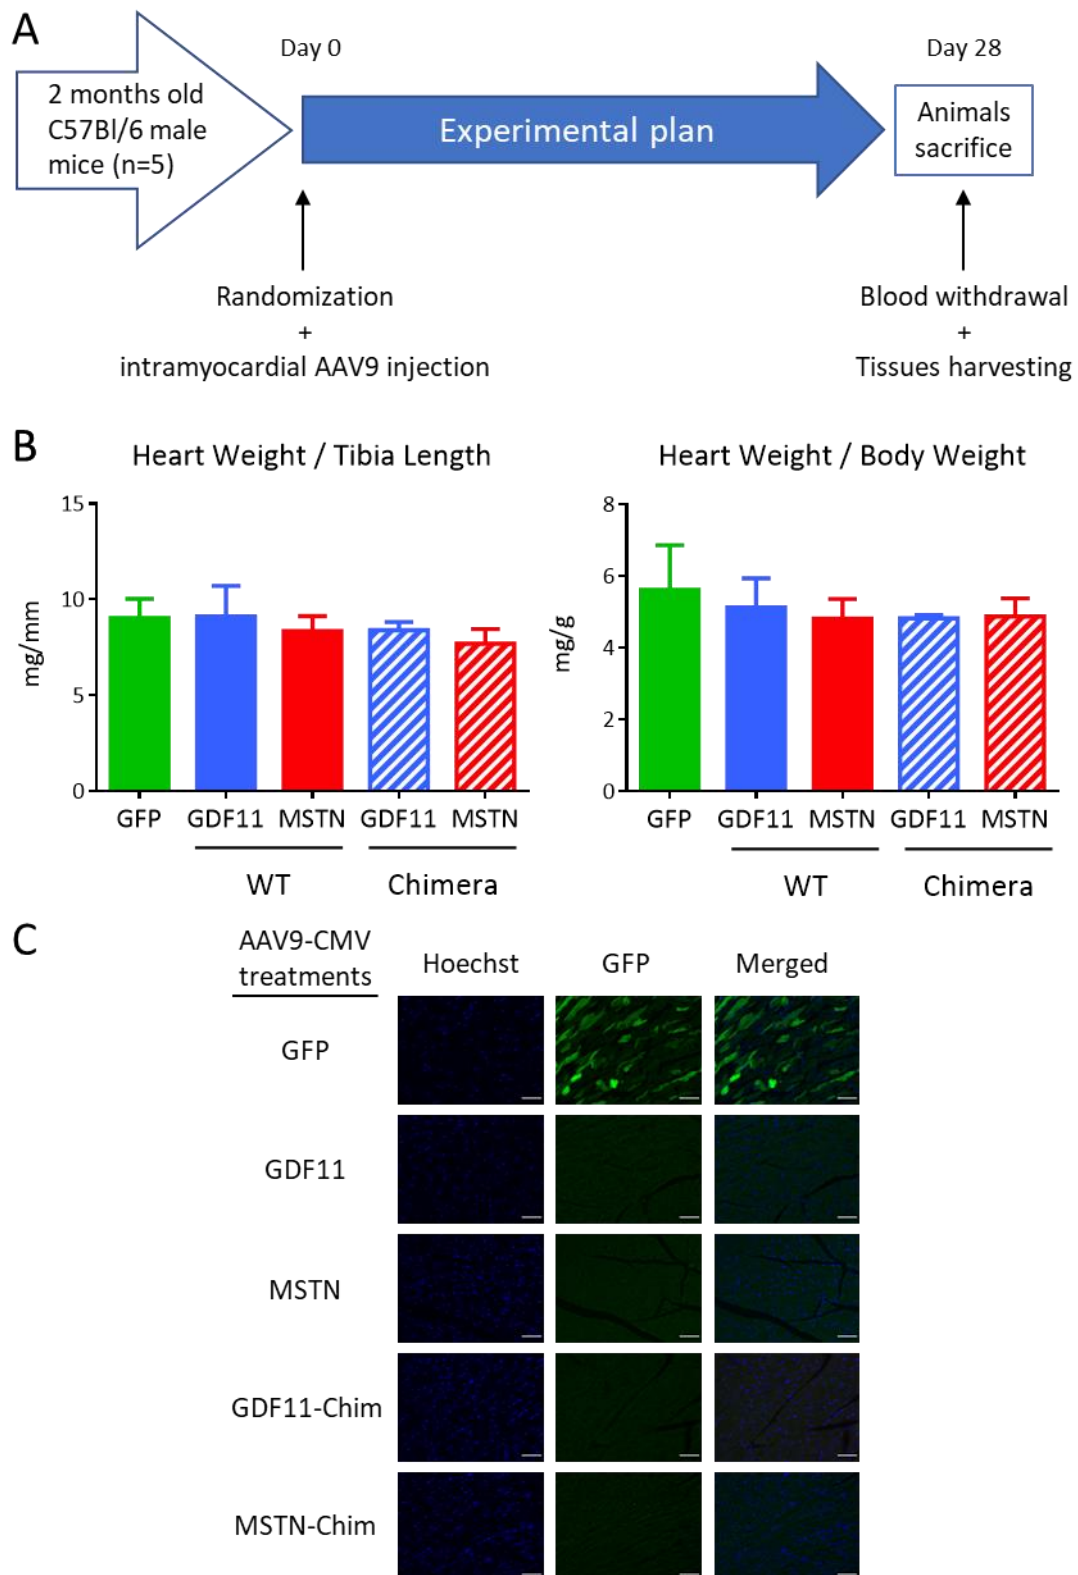 A
Day 0
Day 28
2 months old
C57Bl/6 male
mice (n=5)
Experimental plan
Animals
sacrifice
Randomization
+
intramyocardial AAV9 injection
Blood withdrawal
+
Tissues harvesting
B
Heart Weight / Tibia Length
mg/mm
15
10
5
0
GFP GDF11 MSTN GDF11 MSTN
WT Chimera
Heart Weight / Body Weight
mg/g
8
6
4
2
0
GFP GDF11 MSTN GDF11 MSTN
WT Chimera
C
AAV9-CMV
treatments
Hoechst GFP Merged
GFP
GDF11
MSTN
GDF11-Chim
MSTN-Chim